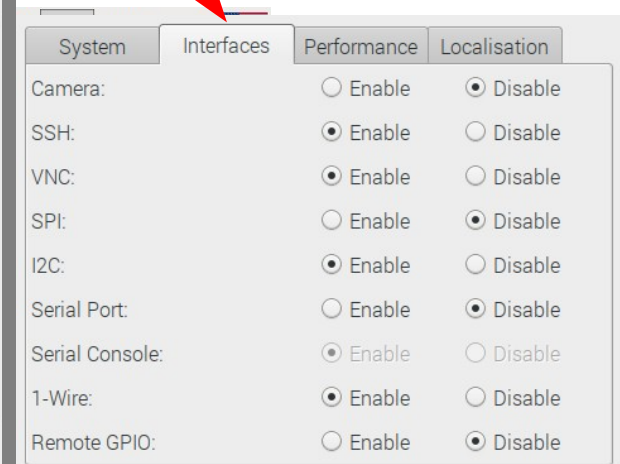 System Interfaces Performance Localisation
Camera: Enable Disable
SSH: Enable Disable
VNC: Enable Disable
SPI: Enable Disable
I2C: Enable Disable
Serial Port: Enable Disable
Serial Console: Enable Disable
1-Wire: Enable Disable
Remote GPIO: Enable Disable